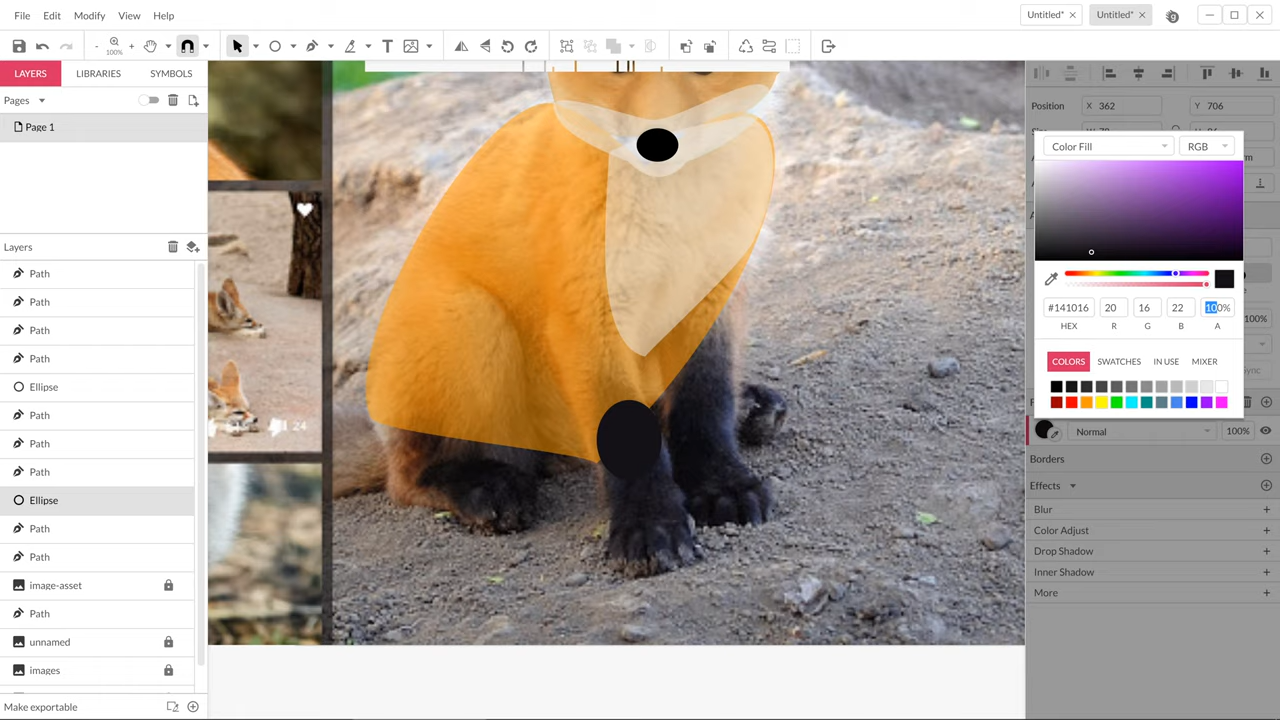 File Edit Modify View Help
Untitled* Untitled*
100%
LAYERS LIBRARIES SYMBOLS
Pages
Page 1
Layers
Path
Path
Path
Path
Ellipse
Path
Path
Path
Ellipse
Path
Path
image-asset
Path
unnamed
images
Make exportable
24
Position X 362 Y 706
Color Fill RGB
#141016 20 16 22 100%
HEX R G B A
100%
COLORS SWATCHES IN USE MIXER
Normal 100%
Borders
Effects
Blur
Color Adjust
Drop Shadow
Inner Shadow
More